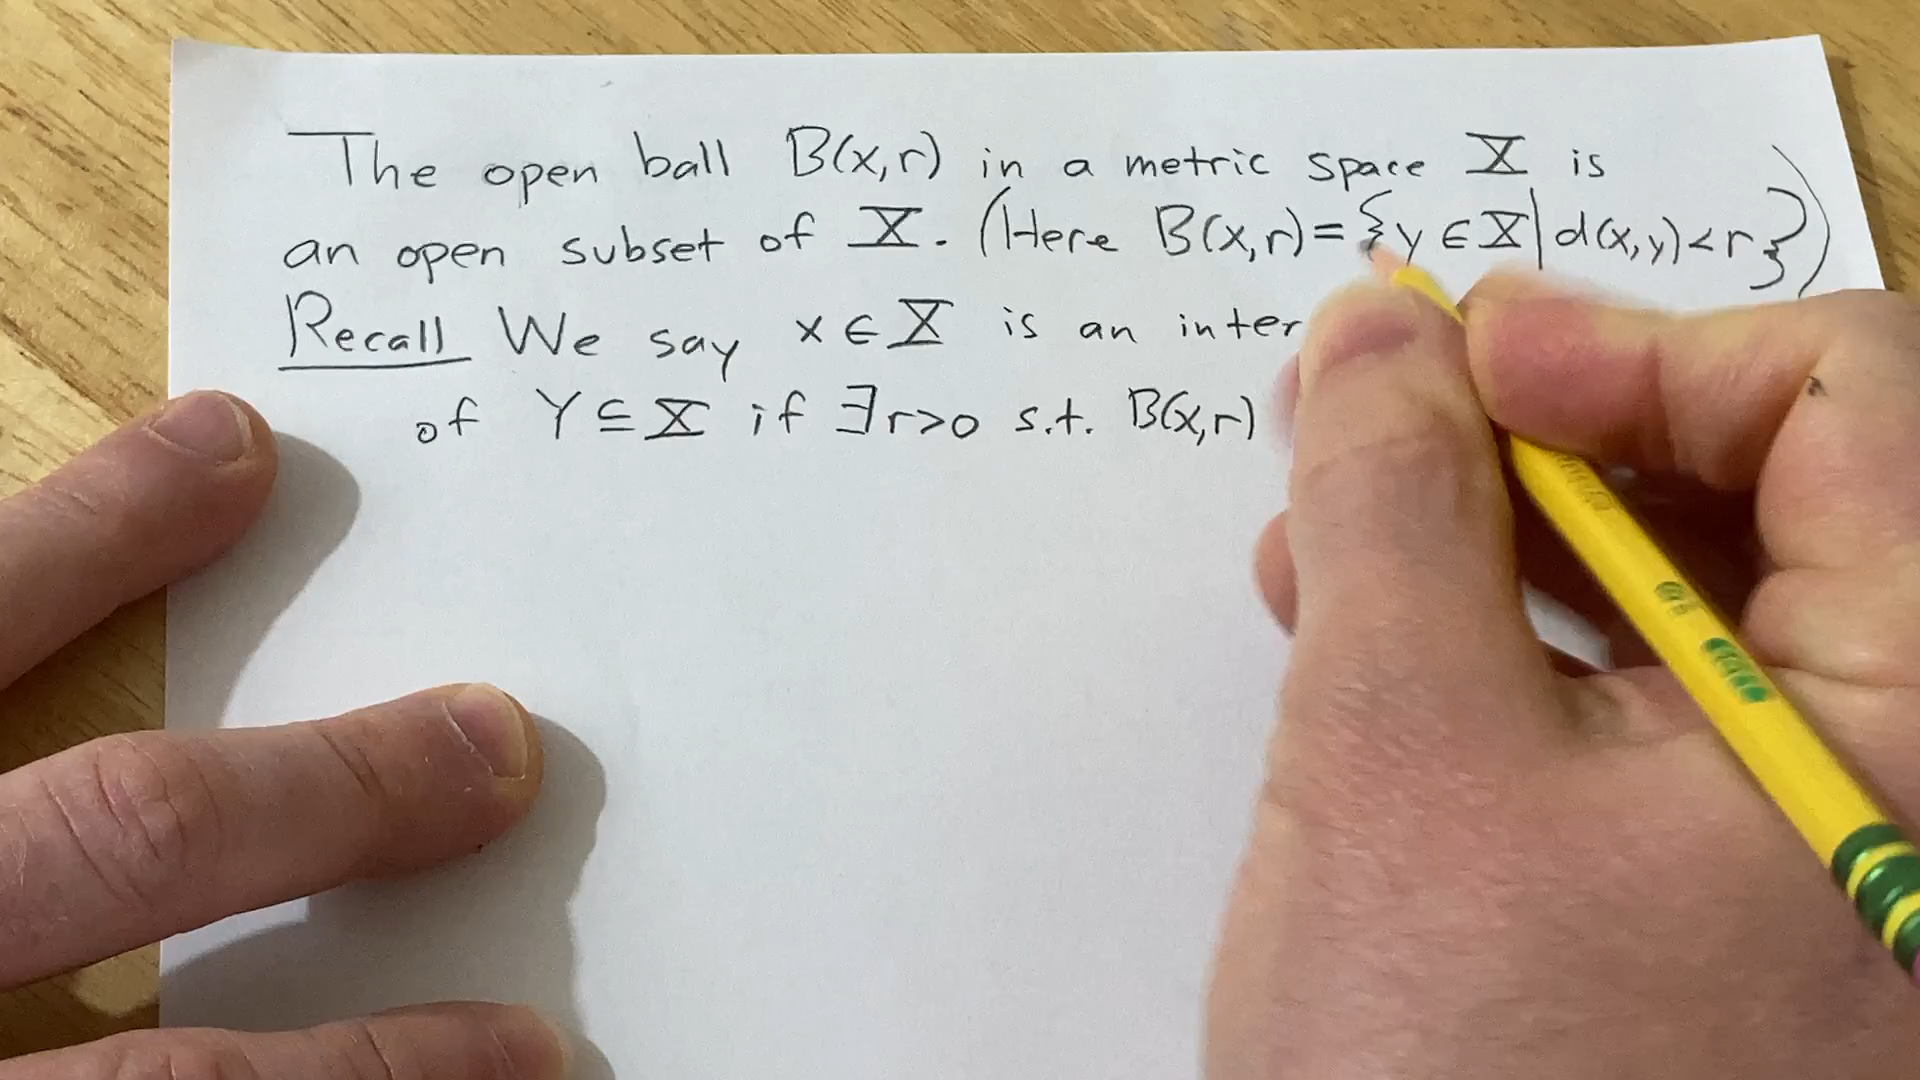 The open ball B(x,r) in a metric space X is
an open subset of X. (Here B(x,r)={y∈X|d(x,y)<r})
Recall We say x∈X is an inter
of Y⊆X if ∃r>0 s.t. B(x,r)